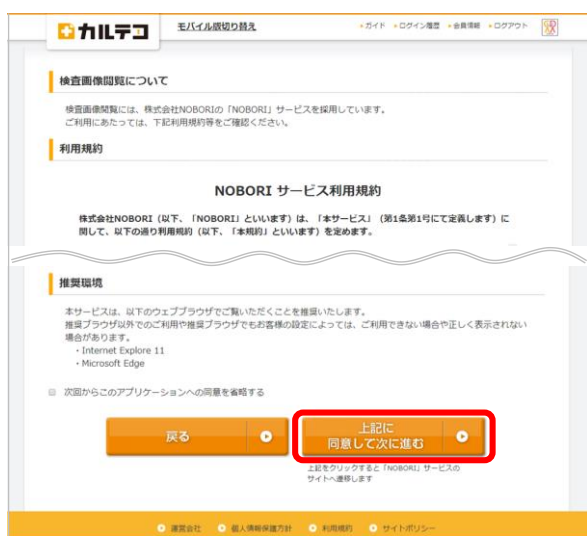 カルテコ
モバイル版切り替え
ガイド
ログイン履歴
会員情報
ログアウト
検査画像閲覧について
検査画像閲覧には、株式会社NOBORIの「NOBORI」サービスを採用しています。
ご利用にあたっては、下記利用規約等をご確認ください。
利用規約
NOBORI サービス利用規約
株式会社NOBORI（以下、「NOBORI」といいます）は、「本サービス」（第1条第1号にて定義します）に
関して、以下の通り利用規約（以下、「本規約」といいます）を定めます。
推奨環境
本サービスは、以下のウェブブラウザでご覧いただくことを推奨いたします。
推奨ブラウザ以外でのご利用や推奨ブラウザでもお客様の設定によっては、ご利用できない場合や正しく表示されない
場合があります。
・Internet Explore 11
・Microsoft Edge
次回からこのアプリケーションへの同意を省略する
戻る
上記に
同意して次に進む
上記をクリックすると「NOBORI」サービスの
サイトへ遷移します
運営会社
個人情報保護方針
利用規約
サイトポリシー